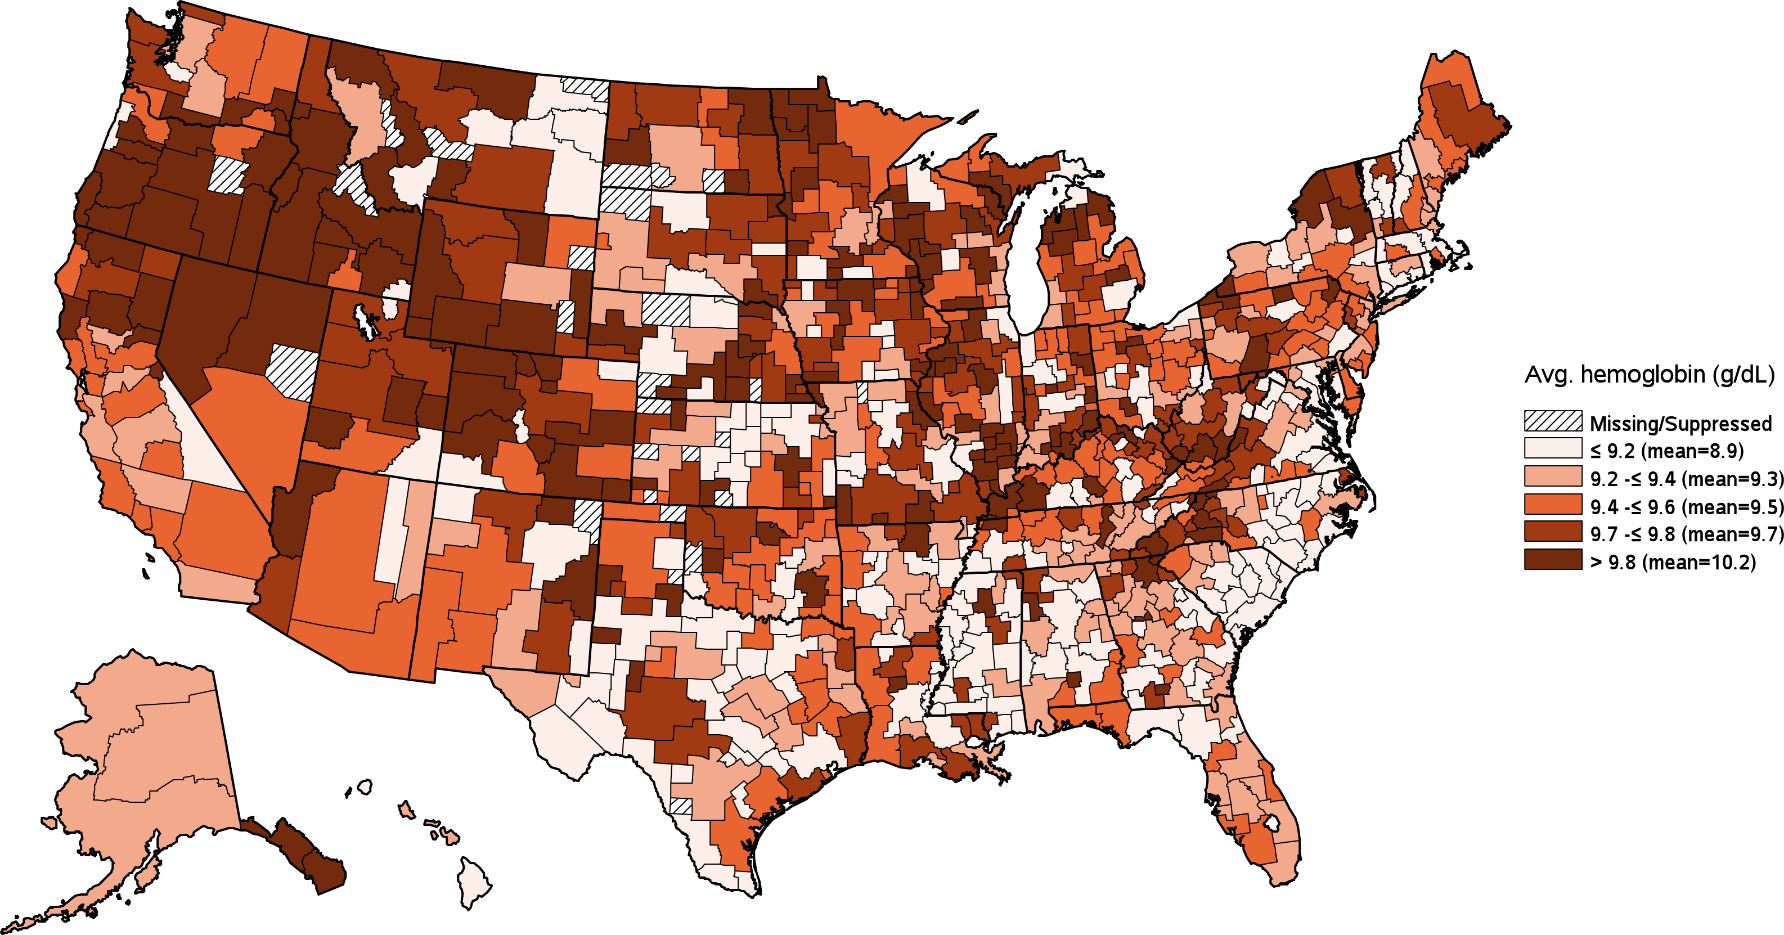 Avg. hemoglobin (g/dL)
Missing/Suppressed
≤ 9.2 (mean=8.9)
9.2 -≤ 9.4 (mean=9.3)
9.4 -≤ 9.6 (mean=9.5)
9.7 -≤ 9.8 (mean=9.7)
> 9.8 (mean=10.2)